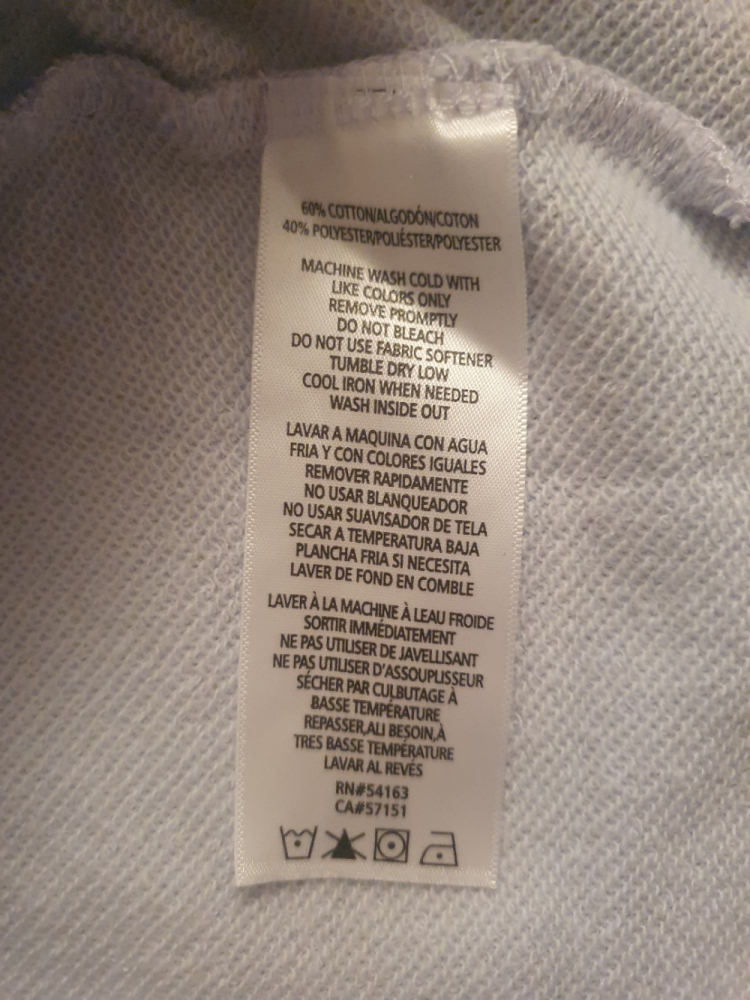 60% COTTON/ALGODÓN/COTON
40% POLYESTER/POLIÉSTER/POLYESTER
MACHINE WASH COLD WITH
LIKE COLORS ONLY
REMOVE PROMPTLY
DO NOT BLEACH
DO NOT USE FABRIC SOFTENER
TUMBLE DRY LOW
COOL IRON WHEN NEEDED
WASH INSIDE OUT
LAVAR A MAQUINA CON AGUA
FRIA Y CON COLORES IGUALES
REMOVER RAPIDAMENTE
NO USAR BLANQUEADOR
NO USAR SUAVISADOR DE TELA
SECAR A TEMPERATURA BAJA
PLANCHA FRIA SI NECESITA
LAVER DE FOND EN COMBLE
LAVER À LA MACHINE À LEAU FROIDE
SORTIR IMMÉDIATEMENT
NE PAS UTILISER DE JAVELLISANT
NE PAS UTILISER D'ASSOUPLISSEUR
SÉCHER PAR CULBUTAGE À
BASSE TEMPÉRATURE
REPASSER,ALI BESOIN,À
TRES BASSE TEMPÉRATURE
LAVAR AL REVÉS
RN#54163
CA#57151